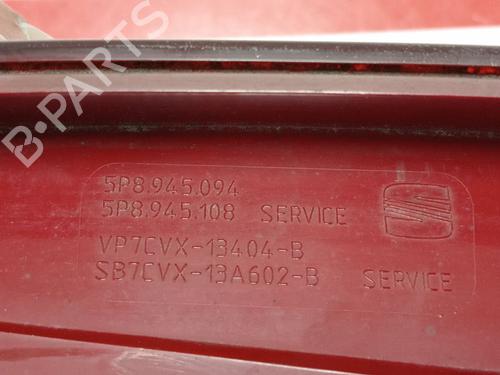 B-PARTS
5P8.945.094
5P8.945.108 SERVICE
VP7CVX-13404-B
SB7CVX-13A602-B SERVICE